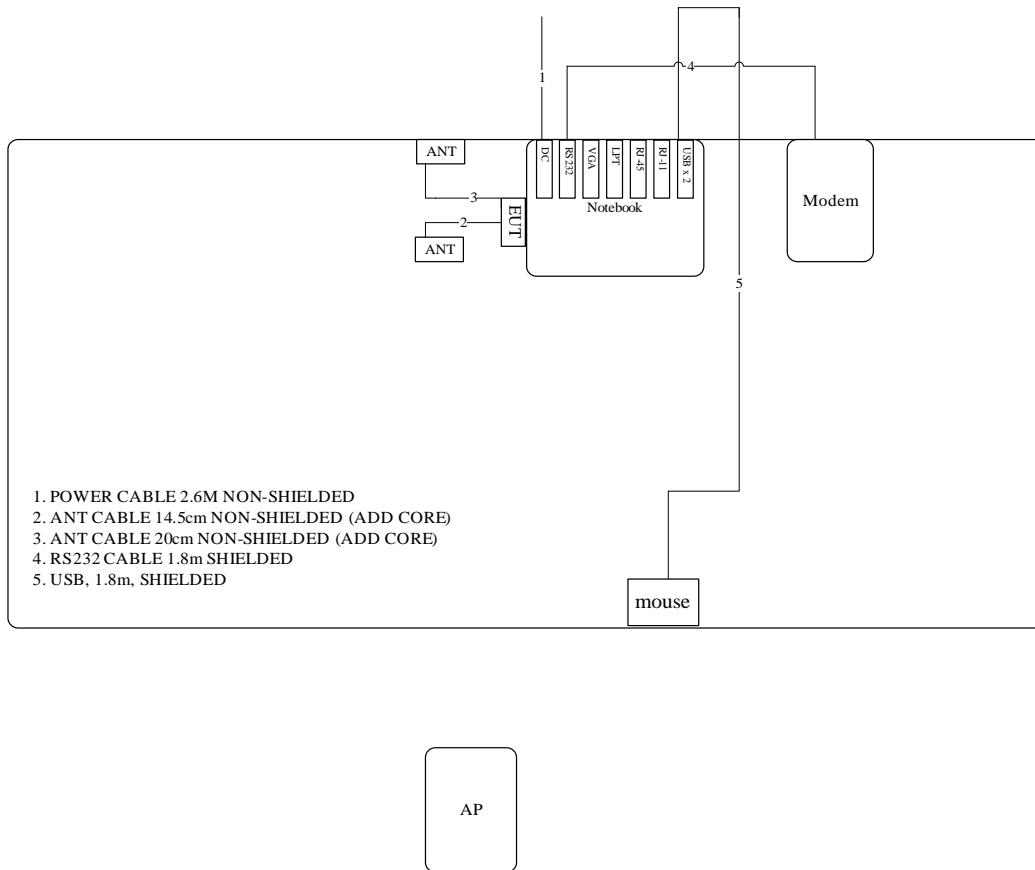 1
4
ANT
DC
RS232
VGA
LPT
RJ-45
RJ-11
USB x 2
Notebook
Modem
3
EUT
2
ANT
5
1. POWER CABLE 2.6M NON-SHIELDED
2. ANT CABLE 14.5cm NON-SHIELDED (ADD CORE)
3. ANT CABLE 20cm NON-SHIELDED (ADD CORE)
4. RS232 CABLE 1.8m SHIELDED
5. USB, 1.8m, SHIELDED
mouse
AP